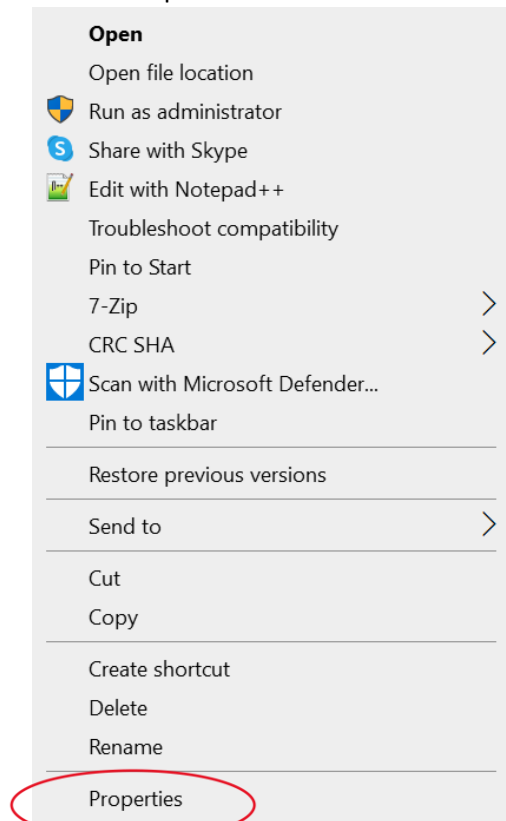 Open
Open file location
Run as administrator
Share with Skype
Edit with Notepad++
Troubleshoot compatibility
Pin to Start
7-Zip
CRC SHA
Scan with Microsoft Defender...
Pin to taskbar
Restore previous versions
Send to
Cut
Copy
Create shortcut
Delete
Rename
Properties